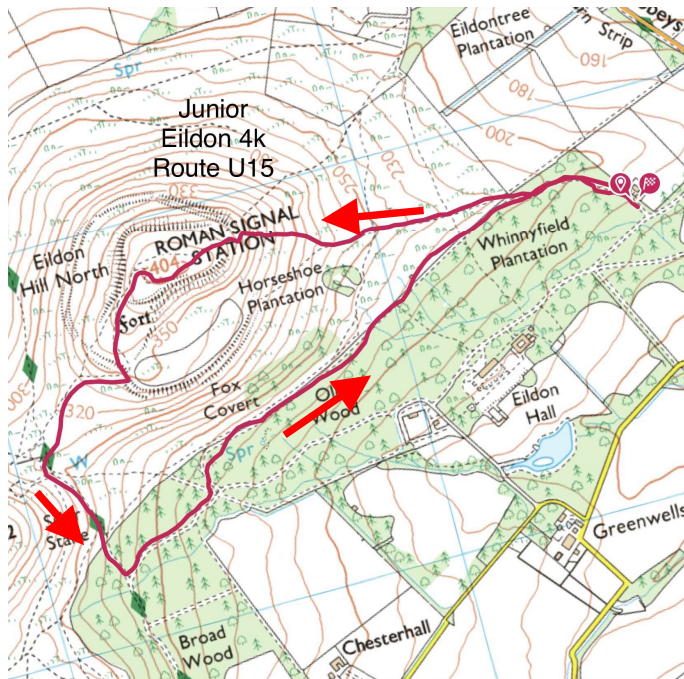 Eildontree
Plantation
Strip
160
180
200
Spr
Junior
Eildon 4k
Route U15
230
250
330
ROMAN SIGNAL
STATION
404
Eildon
Hill North
Fort
350
Horseshoe
Plantation
Whinnyfield
Plantation
300
320
Fox
Covert
Wood
Eildon
Hall
W
Spr
Greenwells
Broad
Wood
Chesterhall